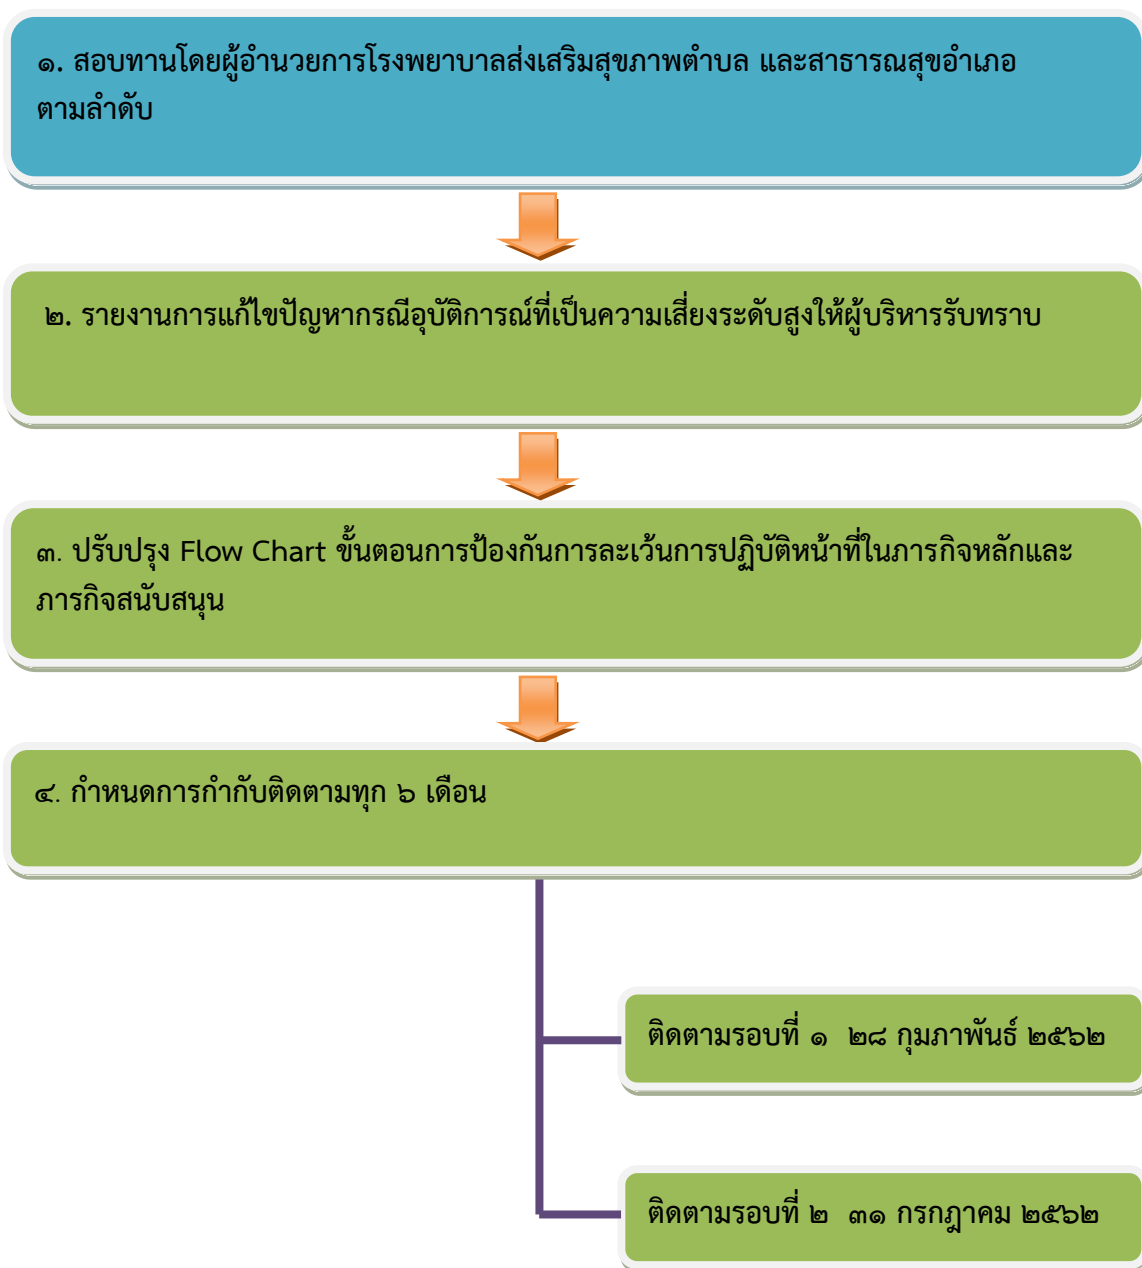 ๑. สอบทานโดยผู้อำนวยการโรงพยาบาลส่งเสริมสุขภาพตำบล และสาธารณสุขอำเภอ
ตามลำดับ
๒. รายงานการแก้ไขปัญหากรณีอุบัติการณ์ที่เป็นความเสี่ยงระดับสูงให้ผู้บริหารรับทราบ
๓. ปรับปรุง Flow Chart ขั้นตอนการป้องกันการละเว้นการปฏิบัติหน้าที่ในภารกิจหลักและ
ภารกิจสนับสนุน
๔. กำหนดการกำกับติดตามทุก ๖ เดือน
ติดตามรอบที่ ๑ ๒๘ กุมภาพันธ์ ๒๕๖๒
ติดตามรอบที่ ๒ ๓๑ กรกฎาคม ๒๕๖๒